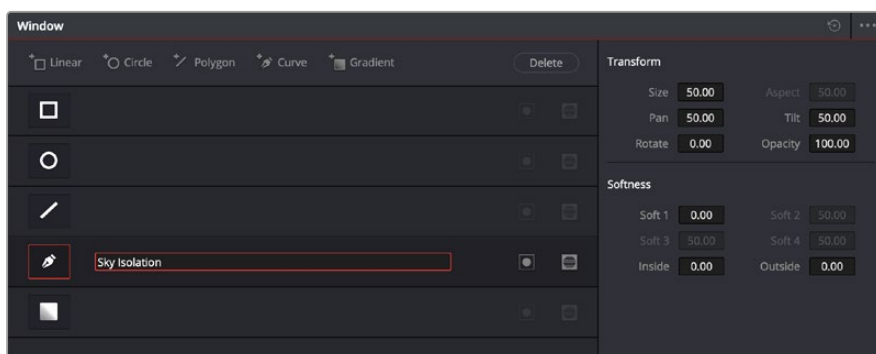 Window
Linear Circle Polygon Curve Gradient Delete
Sky Isolation
Transform
Size 50.00 Aspect 50.00
Pan 50.00 Tilt 50.00
Rotate 0.00 Opacity 100.00
Softness
Soft 1 0.00 Soft 2 50.00
Soft 3 50.00 Soft 4 50.00
Inside 0.00 Outside 0.00